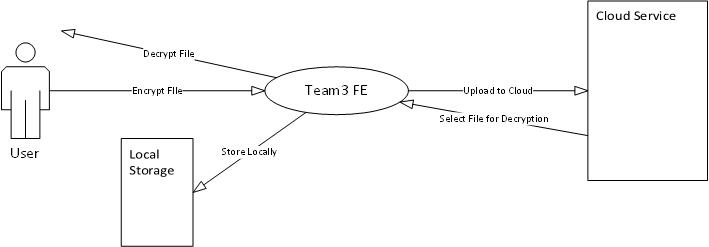 Cloud Service
Decrypt File
Team3 FE
Encrypt FIle
Upload to Cloud
Select File for Decryption
User
Local
Storage
Store Locally